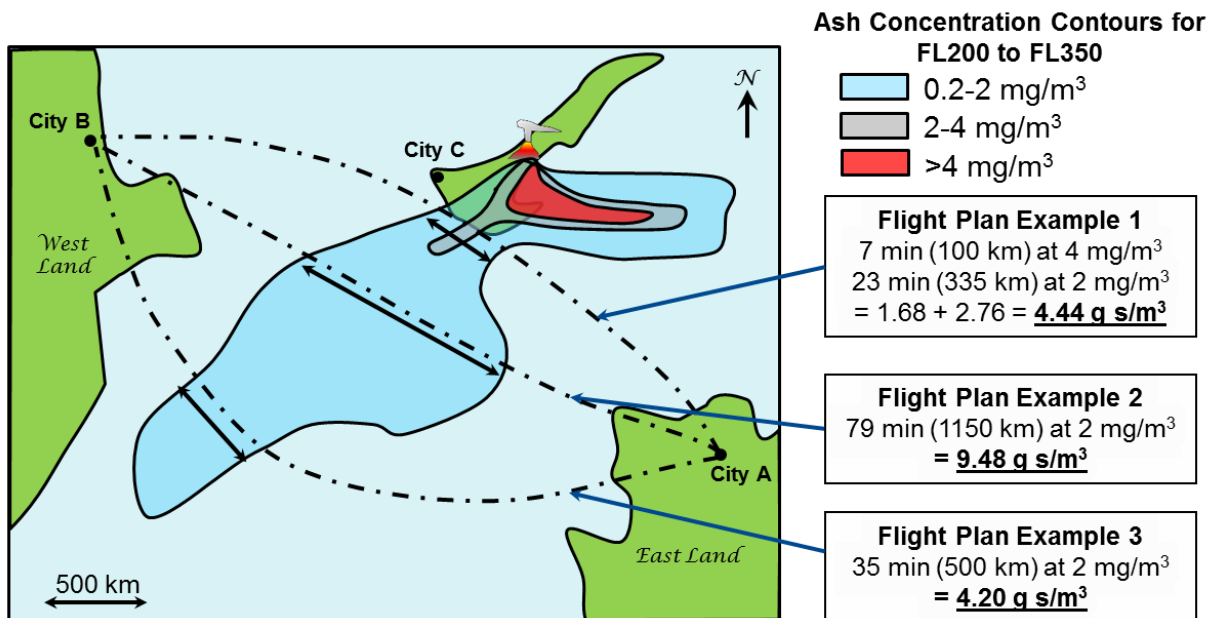 Ash Concentration Contours for
FL200 to FL350
0.2-2 mg/m³
2-4 mg/m³
>4 mg/m³
N
City B
City C
West
Land
City A
East Land
500 km
Flight Plan Example 1
7 min (100 km) at 4 mg/m³
23 min (335 km) at 2 mg/m³
= 1.68 + 2.76 = 4.44 g s/m³
Flight Plan Example 2
79 min (1150 km) at 2 mg/m³
= 9.48 g s/m³
Flight Plan Example 3
35 min (500 km) at 2 mg/m³
= 4.20 g s/m³